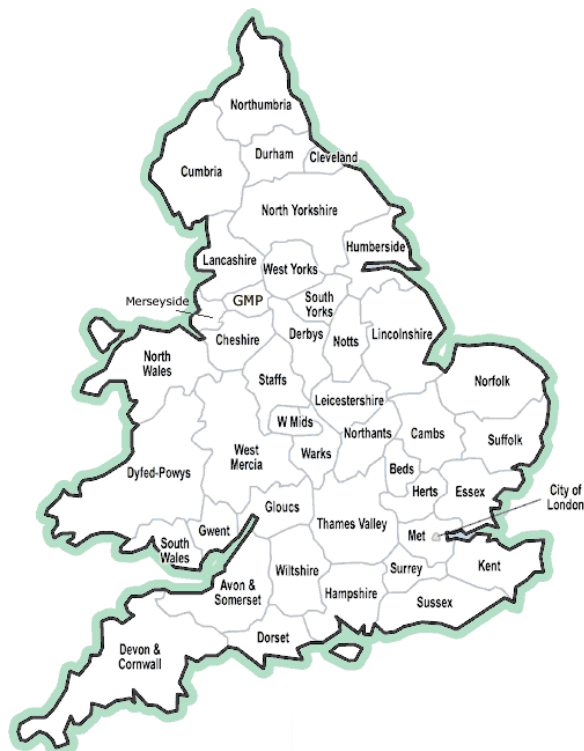 Northumbria
Durham
Cleveland
Cumbria
North Yorkshire
Humberside
Lancashire
West Yorks
Merseyside
GMP
South
Yorks
Cheshire
Derbys
Notts
Lincolnshire
North
Wales
Staffs
Leicestershire
Norfolk
W Mids
Northants
Cambs
Suffolk
West
Mercia
Warks
Dyfed-Powys
Beds
Herts
Essex
City of
London
Gloucs
Gwent
Thames Valley
Met
South
Wales
Avon &
Somerset
Wiltshire
Surrey
Kent
Hampshire
Sussex
Dorset
Devon &
Cornwall